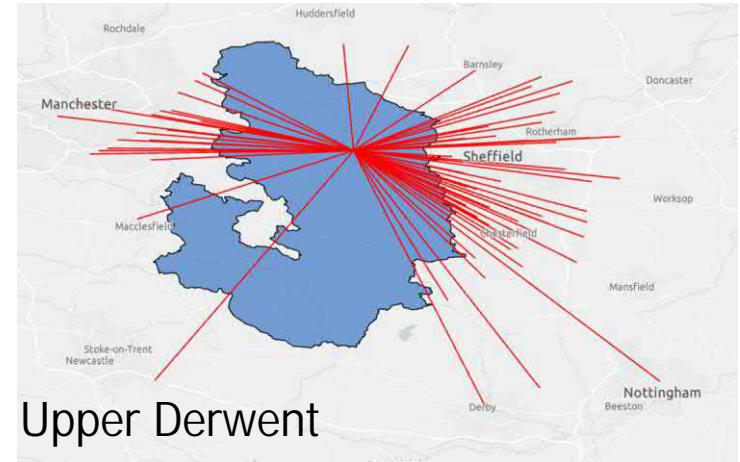 Huddersfield
Rochdale
Barnsley
Doncaster
Manchester
Rotherham
Sheffield
Worksop
Macclesfield
Chesterfield
Mansfield
Stoke-on-Trent
Newcastle
Nottingham
Derby
Beeston
Upper Derwent